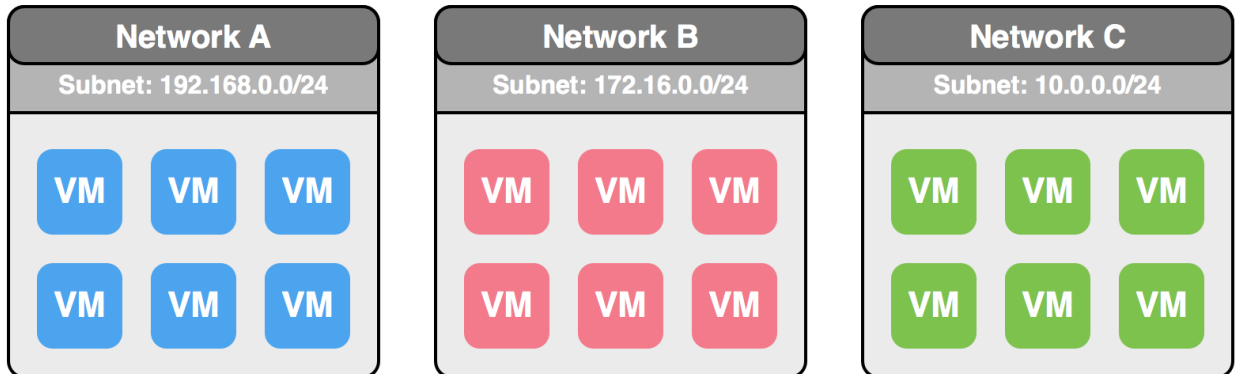 Network A
Subnet: 192.168.0.0/24
VM VM VM
VM VM VM
Network B
Subnet: 172.16.0.0/24
VM VM VM
VM VM VM
Network C
Subnet: 10.0.0.0/24
VM VM VM
VM VM VM